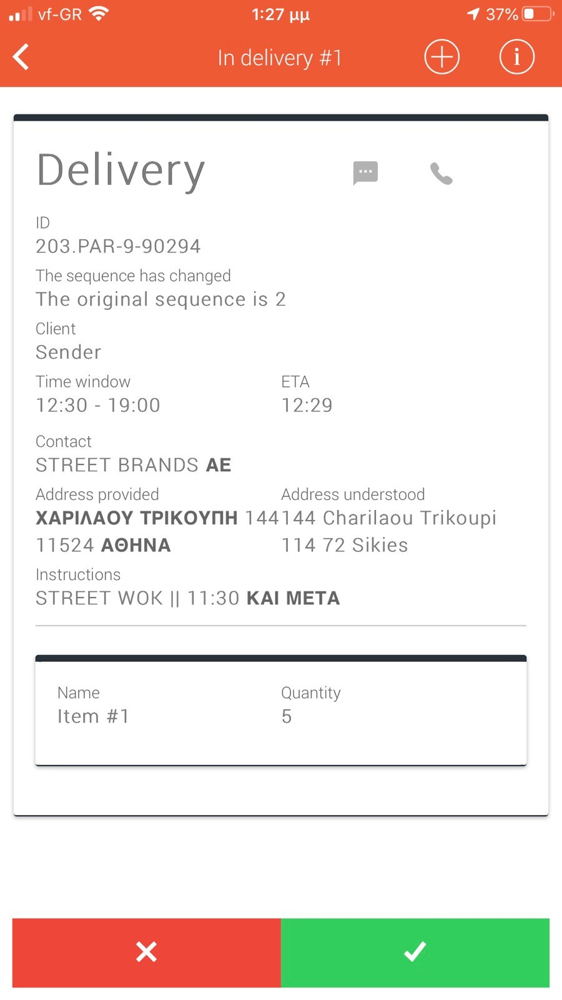 vf-GR 1:27 μμ 37%
In delivery #1
Delivery
ID
203.PAR-9-90294
The sequence has changed
The original sequence is 2
Client
Sender
Time window ETA
12:30 - 19:00 12:29
Contact
STREET BRANDS ΑΕ
Address provided Address understood
ΧΑΡΙΛΑΟΥ ΤΡΙΚΟΥΠΗ 144 144 Charilaou Trikoupi
11524 ΑΘΗΝΑ 114 72 Sikies
Instructions
STREET WOK || 11:30 ΚΑΙ ΜΕΤΑ
Name Quantity
Item #1 5